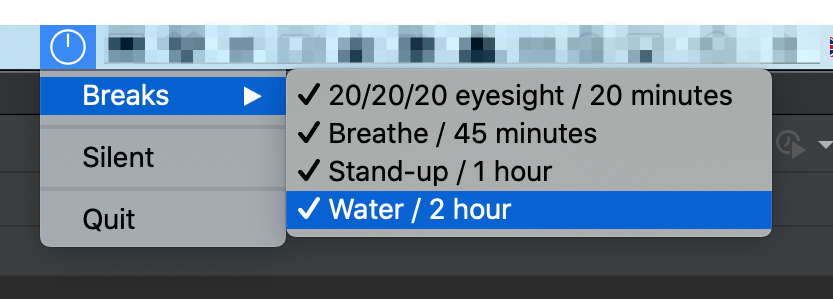 Breaks
✓ 20/20/20 eyesight / 20 minutes
✓ Breathe / 45 minutes
✓ Stand-up / 1 hour
✓ Water / 2 hour
Silent
Quit